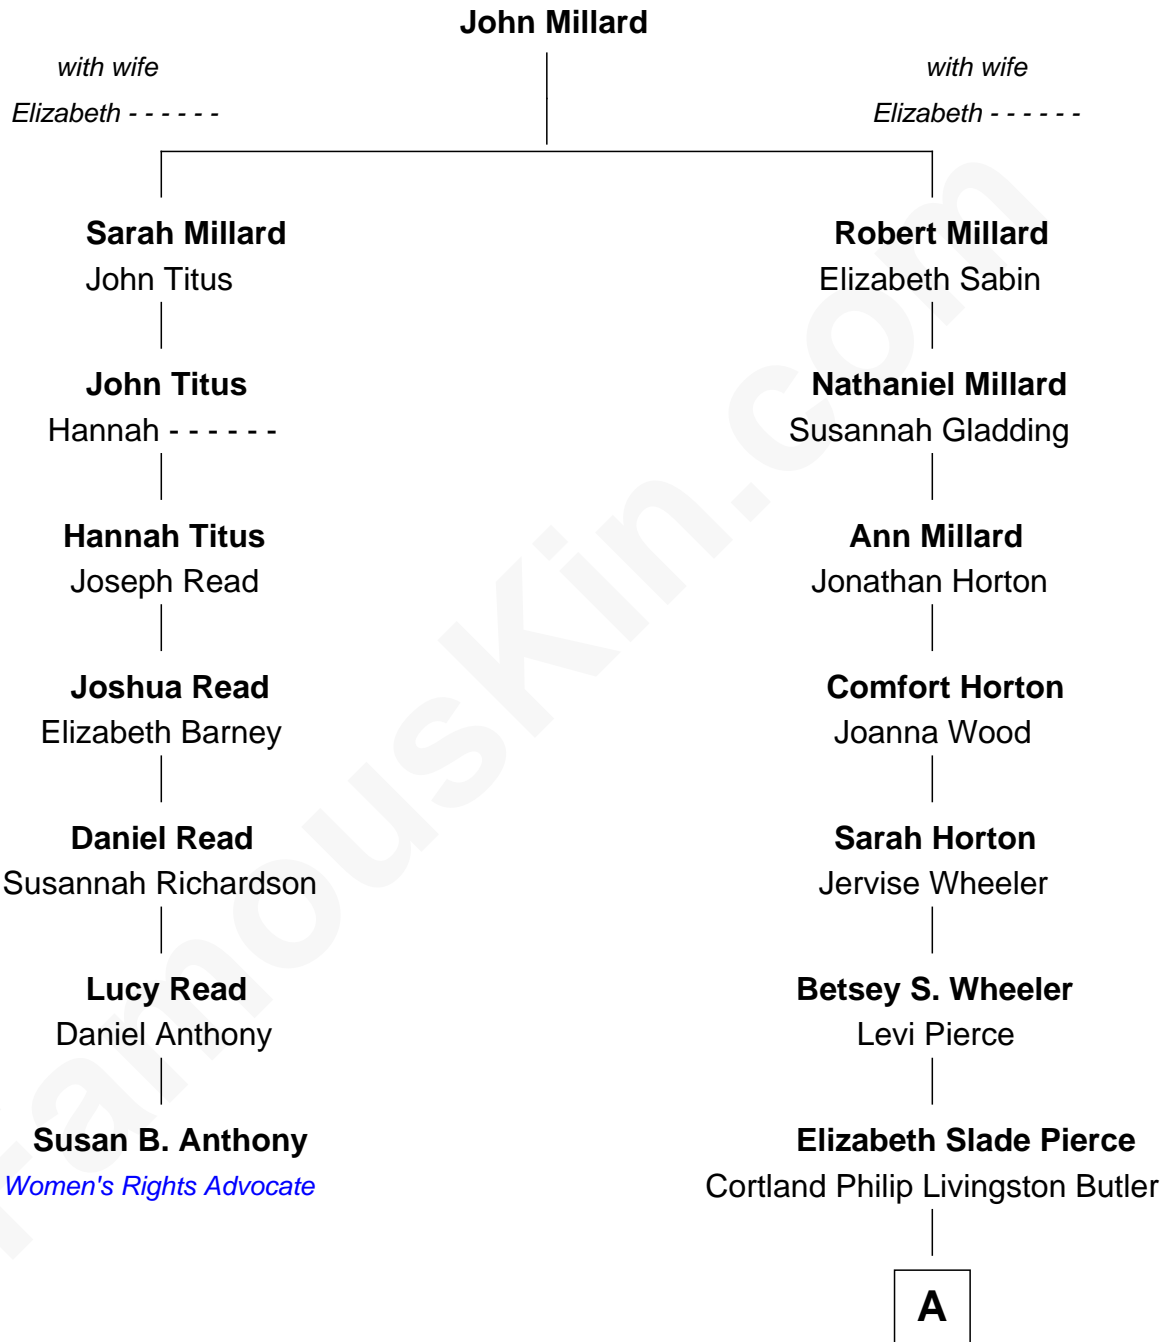 John Millard
with wife
Elizabeth - - - - - -
with wife
Elizabeth - - - - - -
Sarah Millard
John Titus
Robert Millard
Elizabeth Sabin
John Titus
Hannah - - - - - -
Nathaniel Millard
Susannah Gladding
Hannah Titus
Joseph Read
Ann Millard
Jonathan Horton
Joshua Read
Elizabeth Barney
Comfort Horton
Joanna Wood
Daniel Read
Susannah Richardson
Sarah Horton
Jervise Wheeler
Lucy Read
Daniel Anthony
Betsey S. Wheeler
Levi Pierce
Susan B. Anthony
Women's Rights Advocate
Elizabeth Slade Pierce
Cortland Philip Livingston Butler
A
FamousKin.com